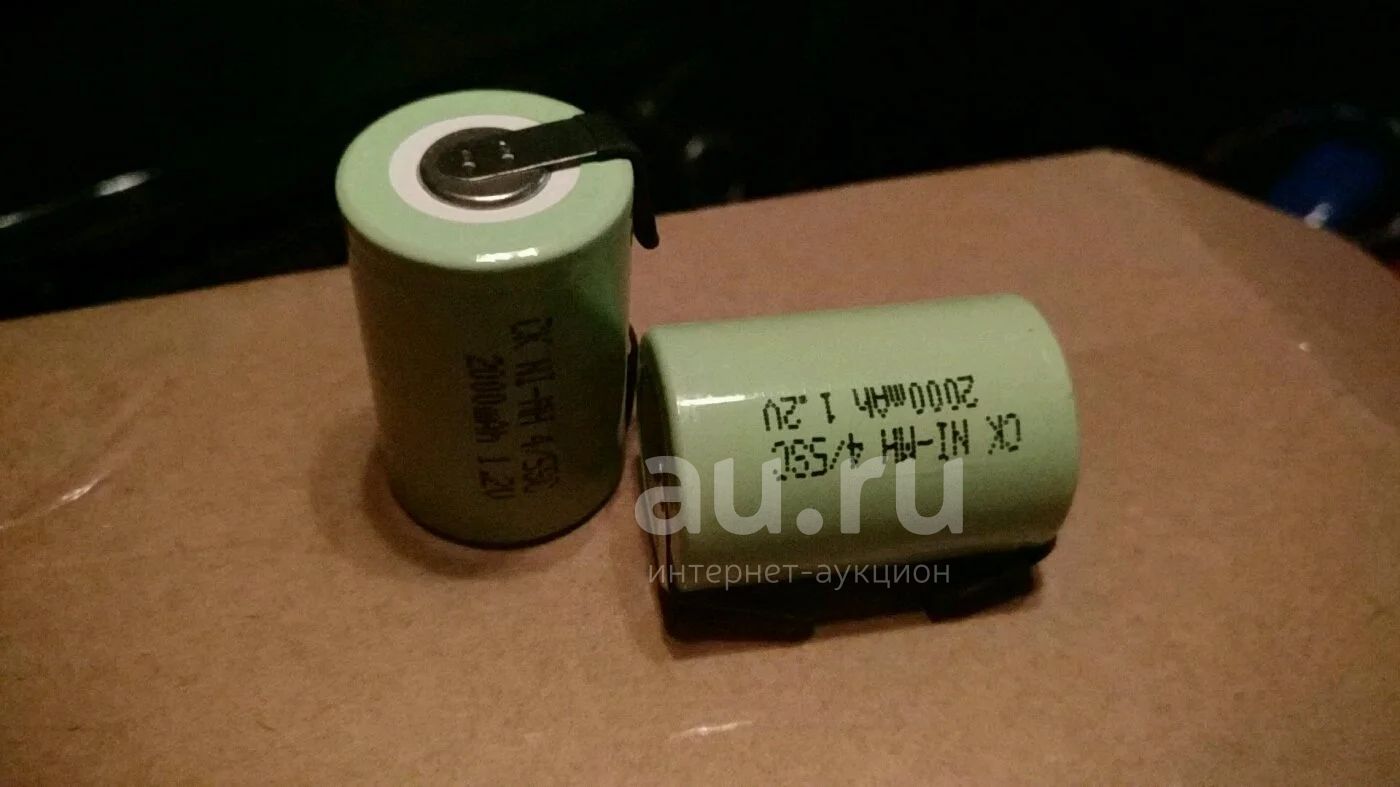 CK NI-MH 4/5SC
2000mAh 1.2V
CK NI-MH 4/5SC
2000mAh 1.2V
au.ru
интернет-аукцион